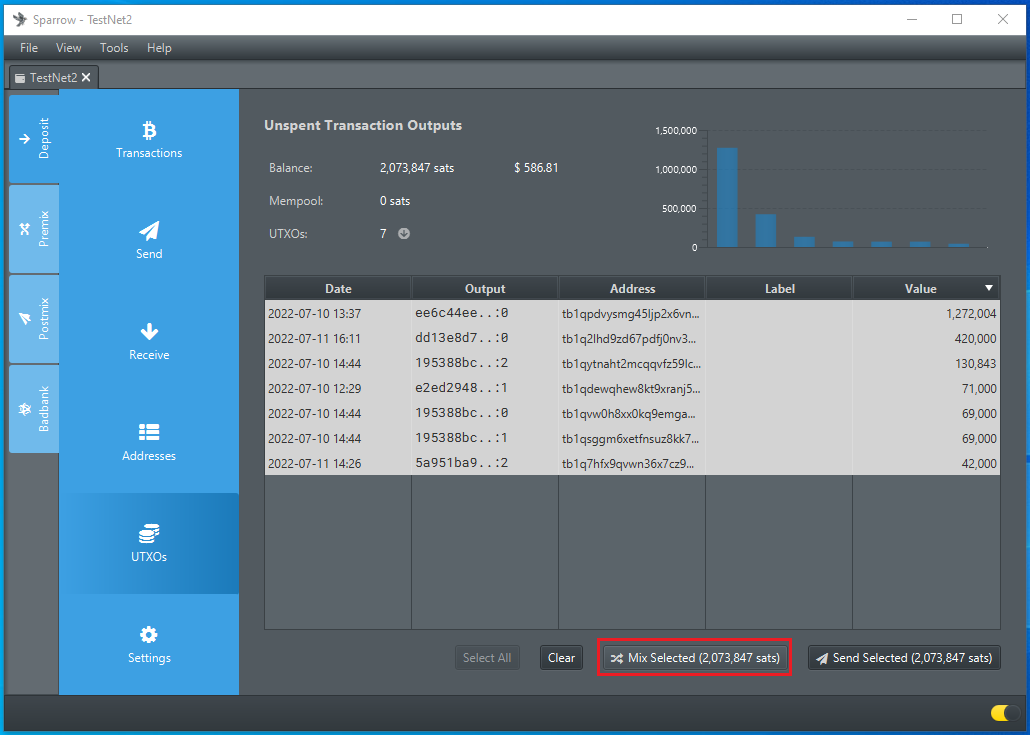 Sparrow - TestNet2
File View Tools Help
TestNet2
Deposit
Premix
Postmix
Badbank
Transactions
Send
Receive
Addresses
UTXOs
Settings
Unspent Transaction Outputs
Balance: 2,073,847 sats $ 586.81
Mempool: 0 sats
UTXOs: 7
1,500,000
1,000,000
500,000
0
Date Output Address Label Value
2022-07-10 13:37 ee6c44ee..:0 tb1qpdvysmg45ljp2x6vn... 1,272,004
2022-07-11 16:11 dd13e8d7..:0 tb1q2lhd9zd67pdfj0nv3... 420,000
2022-07-10 14:44 195388bc..:2 tb1qytnaht2mcqqvfz59lc... 130,843
2022-07-10 12:29 e2ed2948..:1 tb1qdewqhew8kt9xranj5... 71,000
2022-07-10 14:44 195388bc..:0 tb1qvw0h8xx0kq9emga... 69,000
2022-07-10 14:44 195388bc..:1 tb1qsggm6xetfnsuz8kk7... 69,000
2022-07-11 14:26 5a951ba9..:2 tb1q7hfx9qvwn36x7cz9... 42,000
Select All Clear Mix Selected (2,073,847 sats) Send Selected (2,073,847 sats)